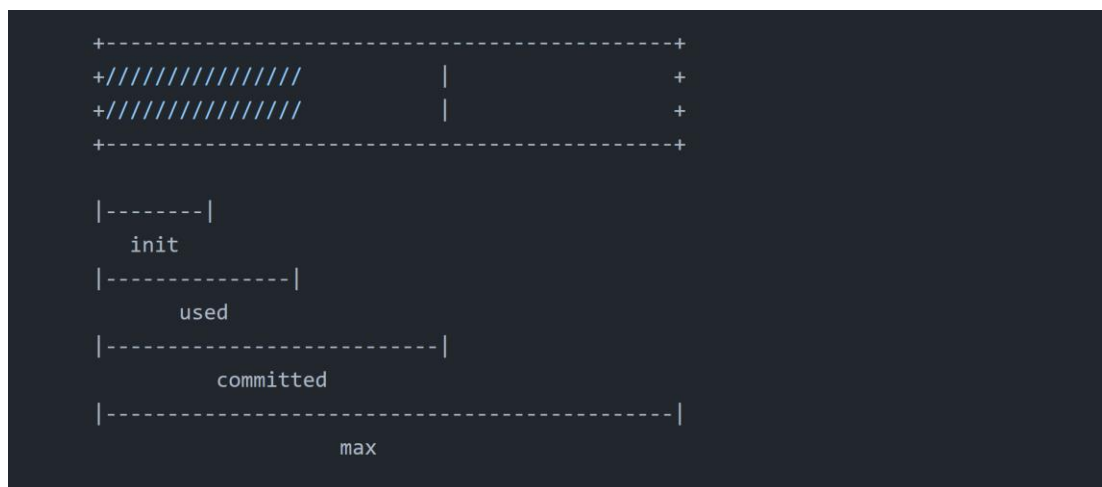 +----------------------------------------------+
+////////////////           |                  +
+////////////////           |                  +
+----------------------------------------------+
|--------|
init
|---------------|
used
|---------------------------|
committed
|----------------------------------------------|
max